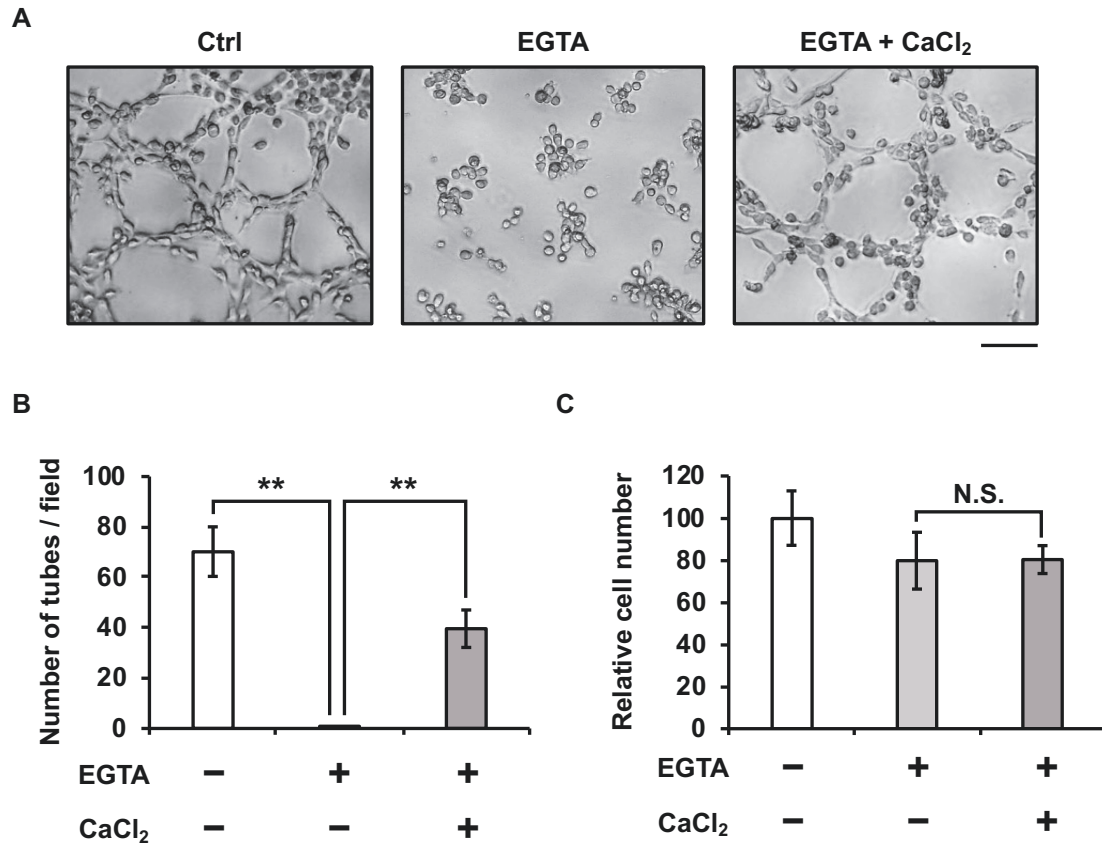 A
Ctrl
EGTA
EGTA + CaCl₂
B
C
Number of tubes / field
100
80
60
40
20
0
**
**
EGTA
− + +
CaCl₂
− − +
Relative cell number
120
100
80
60
40
20
0
N.S.
EGTA
− + +
CaCl₂
− − +